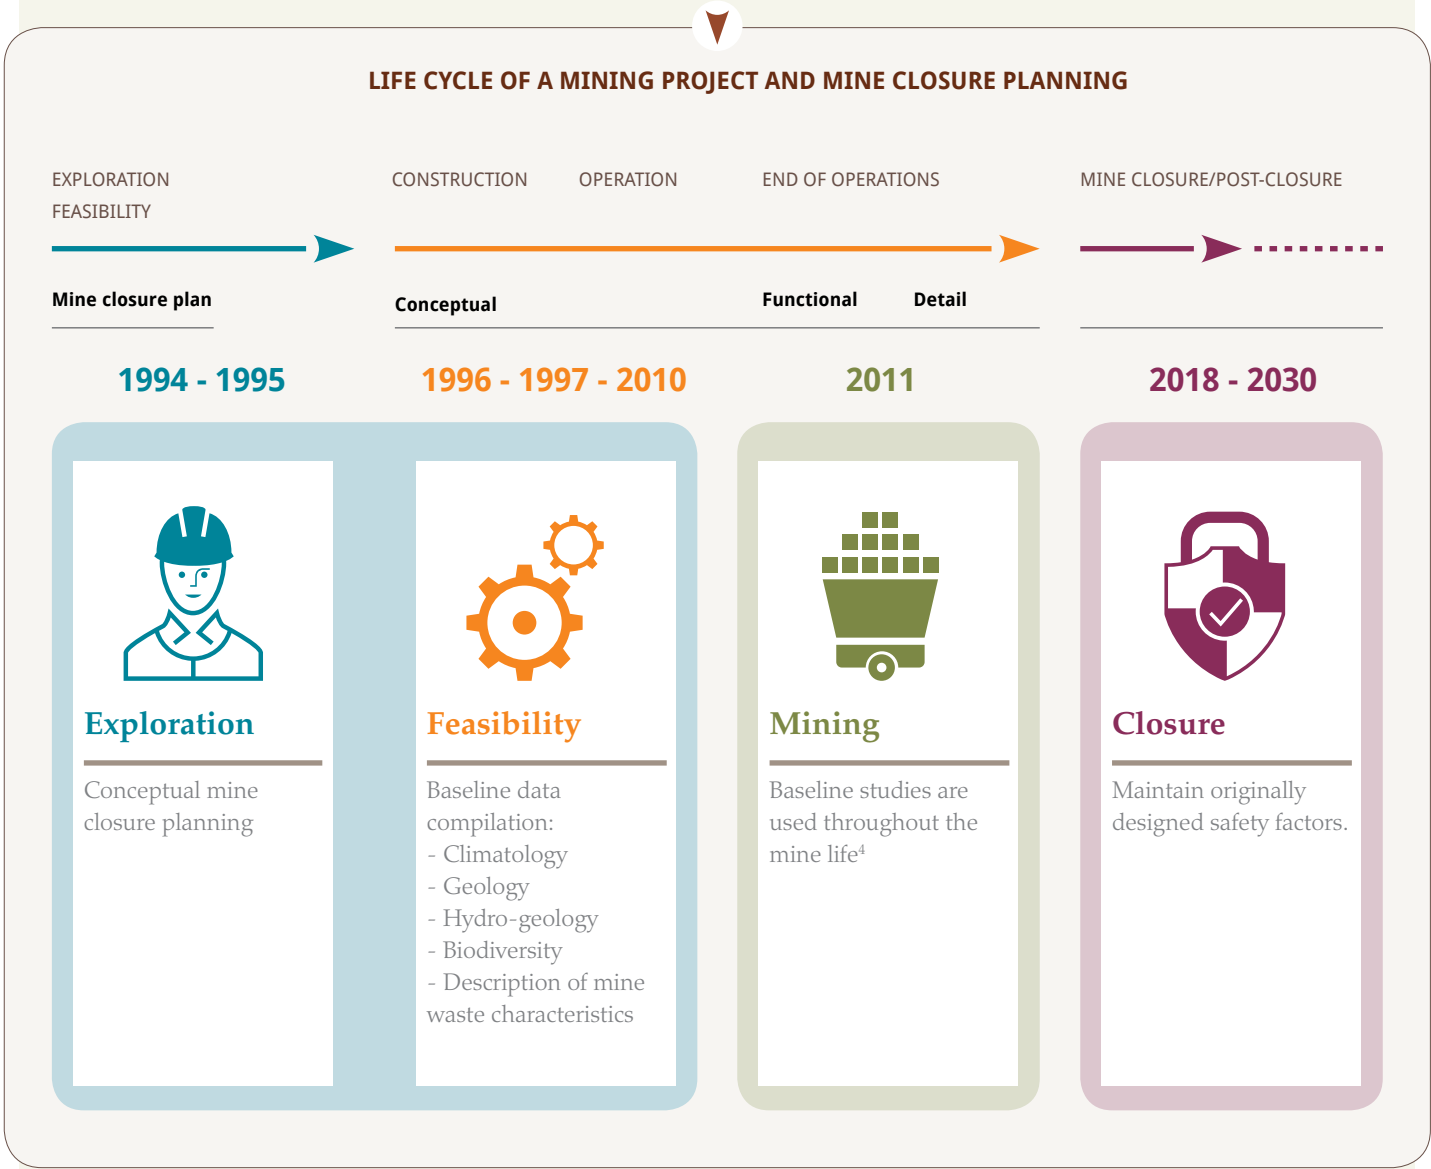 LIFE CYCLE OF A MINING PROJECT AND MINE CLOSURE PLANNING
EXPLORATION
FEASIBILITY
CONSTRUCTION
OPERATION
END OF OPERATIONS
MINE CLOSURE/POST-CLOSURE
Mine closure plan
Conceptual
Functional
Detail
1994 - 1995
1996 - 1997 - 2010
2011
2018 - 2030
Exploration
Conceptual mine
closure planning
Feasibility
Baseline data
compilation:
- Climatology
- Geology
- Hydro-geology
- Biodiversity
- Description of mine
waste characteristics
Mining
Baseline studies are
used throughout the
mine life⁴
Closure
Maintain originally
designed safety factors.